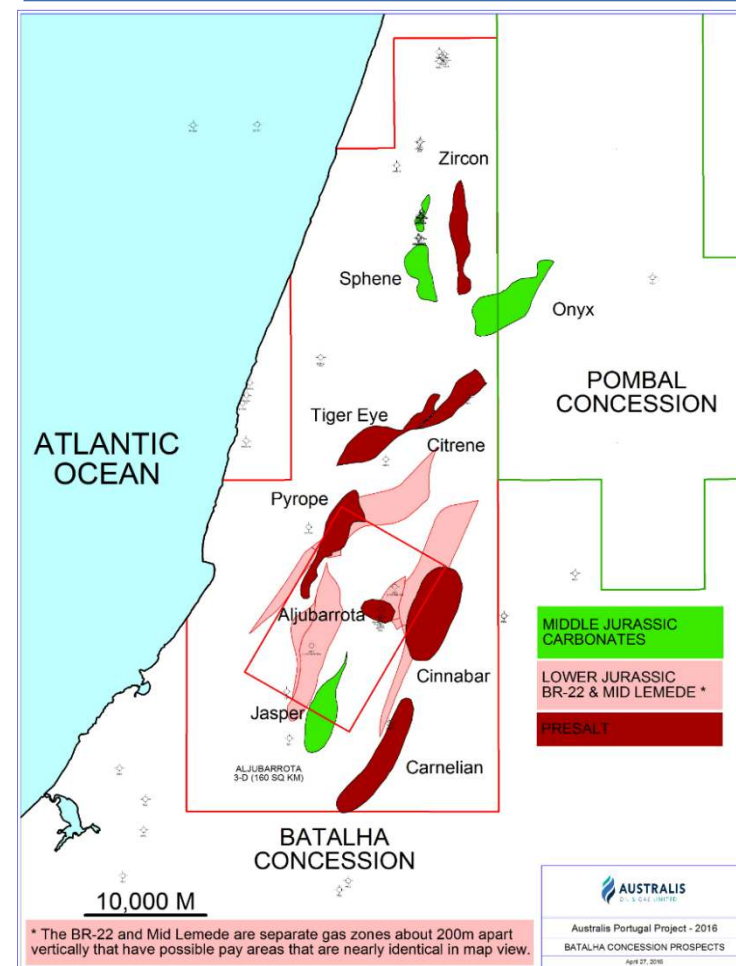 Zircon
Sphene
Onyx
POMBAL
CONCESSION
Tiger Eye
ATLANTIC
OCEAN
Citrene
Pyrope
Aljubarrota
MIDDLE JURASSIC
CARBONATES
LOWER JURASSIC
BR-22 & MID LEMEDE *
PRESALT
Cinnabar
Jasper
Carnelian
ALJUBARROTA
3-D (160 SQ KM)
BATALHA
CONCESSION
10,000 M
* The BR-22 and Mid Lemede are separate gas zones about 200m apart
vertically that have possible pay areas that are nearly identical in map view.
AUSTRALIS
OIL & GAS LIMITED
Australis Portugal Project - 2016
BATALHA CONCESSION PROSPECTS
April 27, 2016